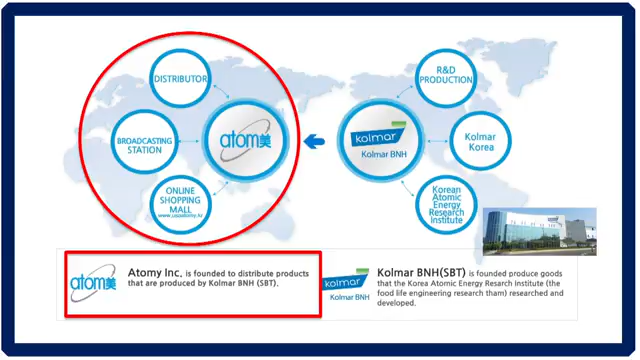 DISTRIBUTOR
BROADCASTING
STATION
ONLINE
SHOPPING
MALL
atom美
R&D
PRODUCTION
kolmar
Kolmar BNH
Kolmar
Korea
Korean
Atomic
Energy
Research
Institute
atom美
Atomy Inc. is founded to distribute products
that are produced by Kolmar BNH (SBT).
kolmar
Kolmar BNH
Kolmar BNH(SBT) is founded produce goods
that the Korea Atomic Energy Resarch Institute (the
food life engineering research tham) researched and
developed.